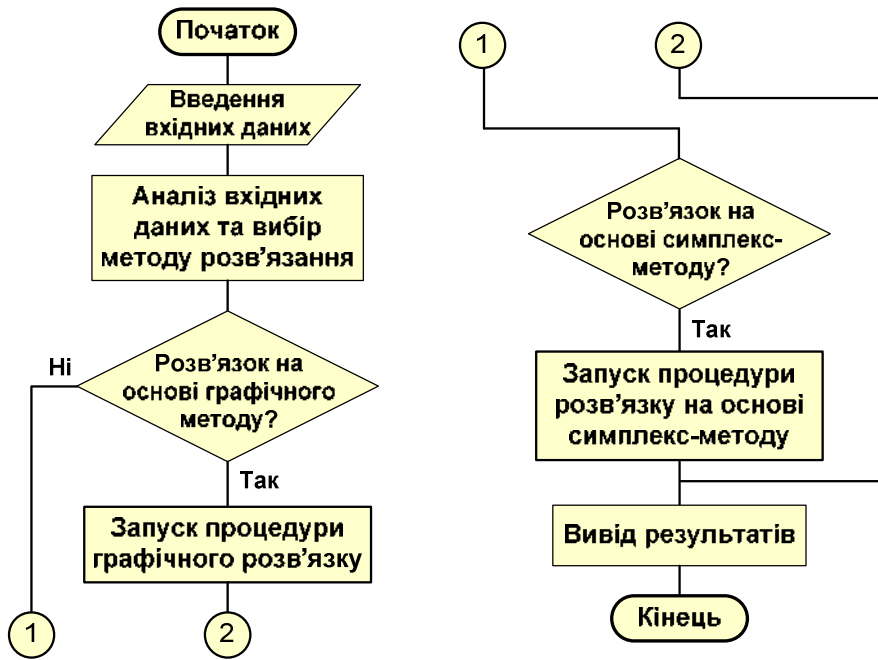 Початок
Введення
вхідних даних
Аналіз вхідних
даних та вибір
методу розв'язання
Розв'язок на
основі графічного
методу?
Ні
Так
Запуск процедури
графічного розв'язку
1
2
1
2
Розв'язок на
основі симплекс-
методу?
Так
Запуск процедури
розв'язку на основі
симплекс-методу
Вивід результатів
Кінець